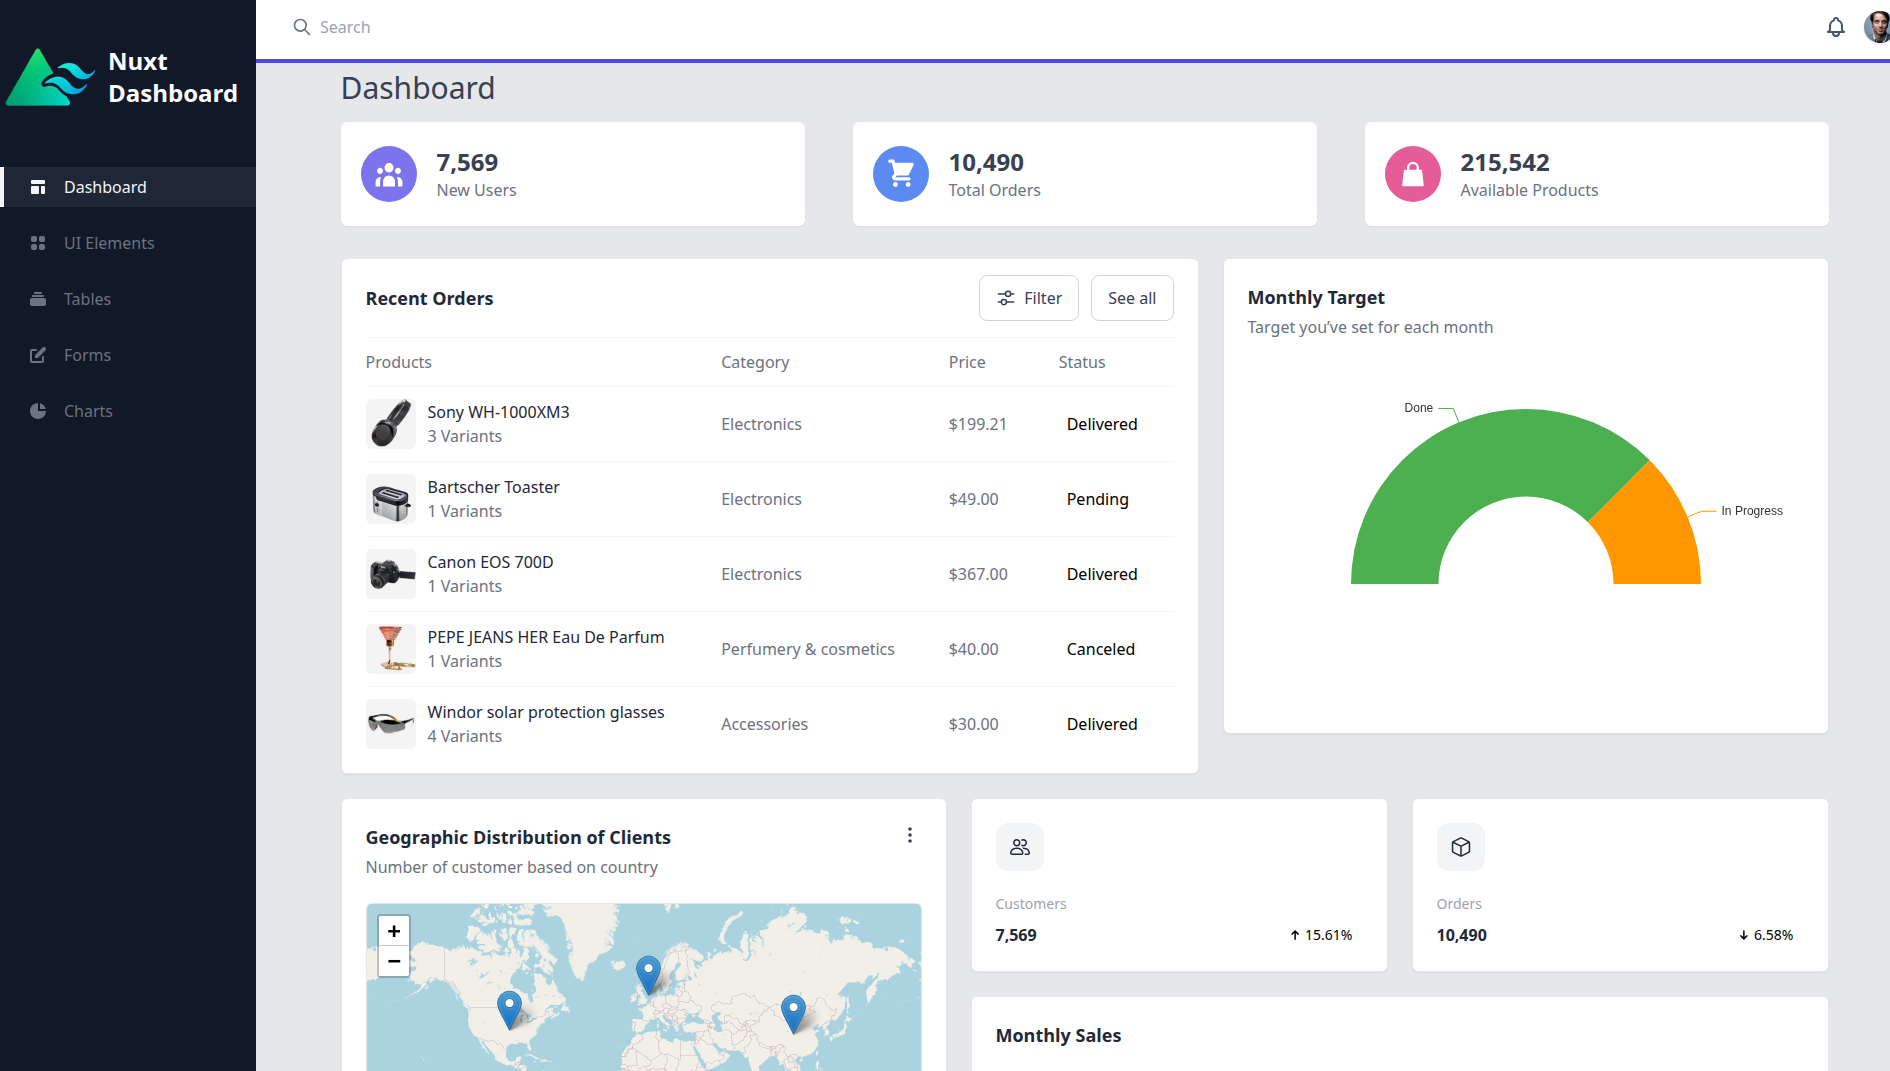 Nuxt
Dashboard
Search
Dashboard
UI Elements
Tables
Forms
Charts
Dashboard
7,569
New Users
10,490
Total Orders
215,542
Available Products
Recent Orders
Filter
See all
Products Category Price Status
Sony WH-1000XM3
3 Variants
Electronics
$199.21
Delivered
Bartscher Toaster
1 Variants
Electronics
$49.00
Pending
Canon EOS 700D
1 Variants
Electronics
$367.00
Delivered
PEPE JEANS HER Eau De Parfum
1 Variants
Perfumery & cosmetics
$40.00
Canceled
Windor solar protection glasses
4 Variants
Accessories
$30.00
Delivered
Monthly Target
Target you’ve set for each month
Done
In Progress
Geographic Distribution of Clients
Number of customer based on country
+
−
Customers
7,569
↑ 15.61%
Orders
10,490
↓ 6.58%
Monthly Sales